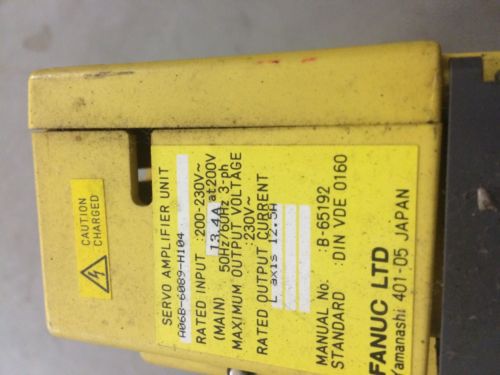 CAUTION
CHARGED
SERVO AMPLIFIER UNIT
A06B-6089-H104
RATED INPUT :200-230V~
13.4A at200V
(MAIN) 50Hz/60Hz 3-ph
MAXIMUM OUTPUT VOLTAGE
:230V~
RATED OUTPUT CURRENT
L axis 12.5A
MANUAL No. :B-65192
STANDARD :DIN VDE 0160
FANUC LTD
Yamanashi 401-05 JAPAN